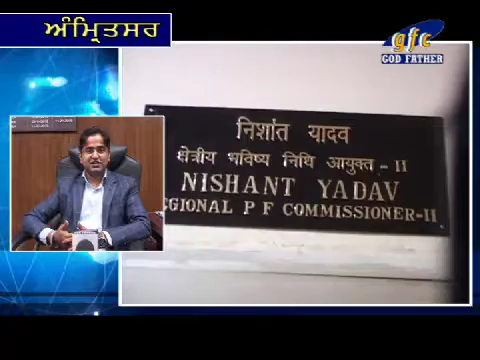 ਅੰਮ੍ਰਿਤਸਰ
gfc
GOD FATHER
निशांत यादव
क्षेत्रीय भविष्य निधि आयुक्त - II
NISHANT YADAV
EGIONAL P F COMMISSIONER-II